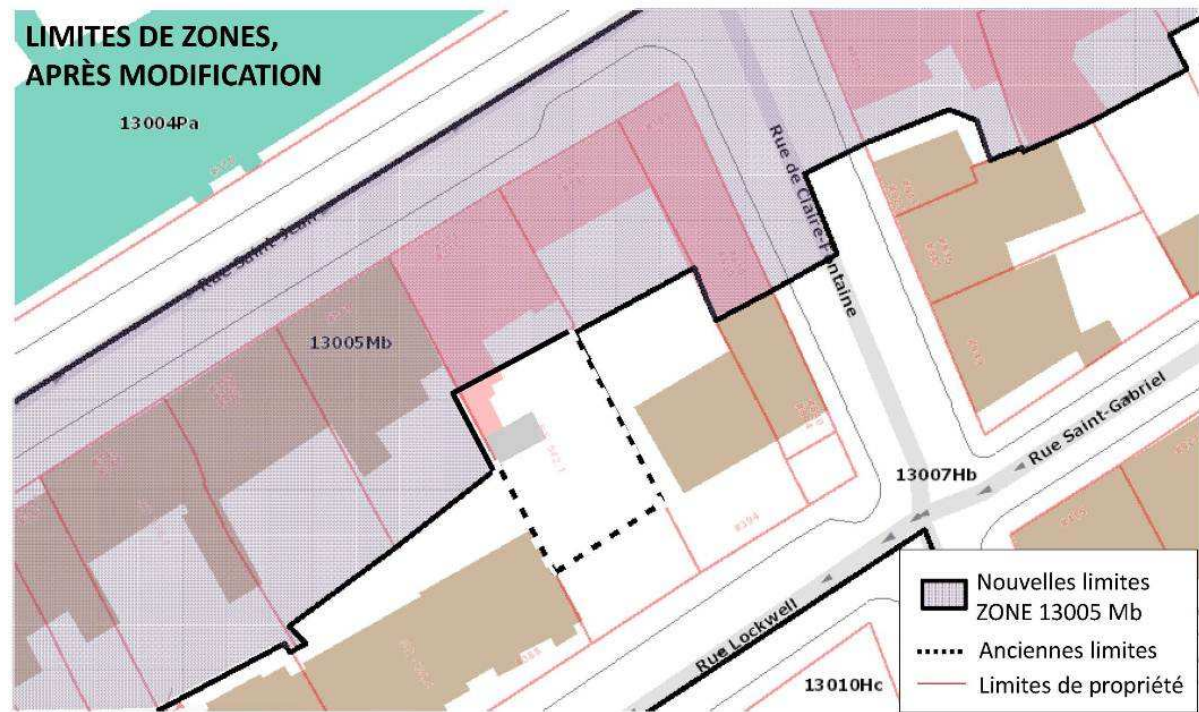 LIMITES DE ZONES,
APRÈS MODIFICATION
13004Pa
Rue Saint-Jean
Rue de Claire-Fontaine
13005Mb
Rue Saint-Gabriel
13007Hb
#194
Rue Lockwell
13010Hc
Nouvelles limites
ZONE 13005 Mb
Anciennes limites
Limites de propriété